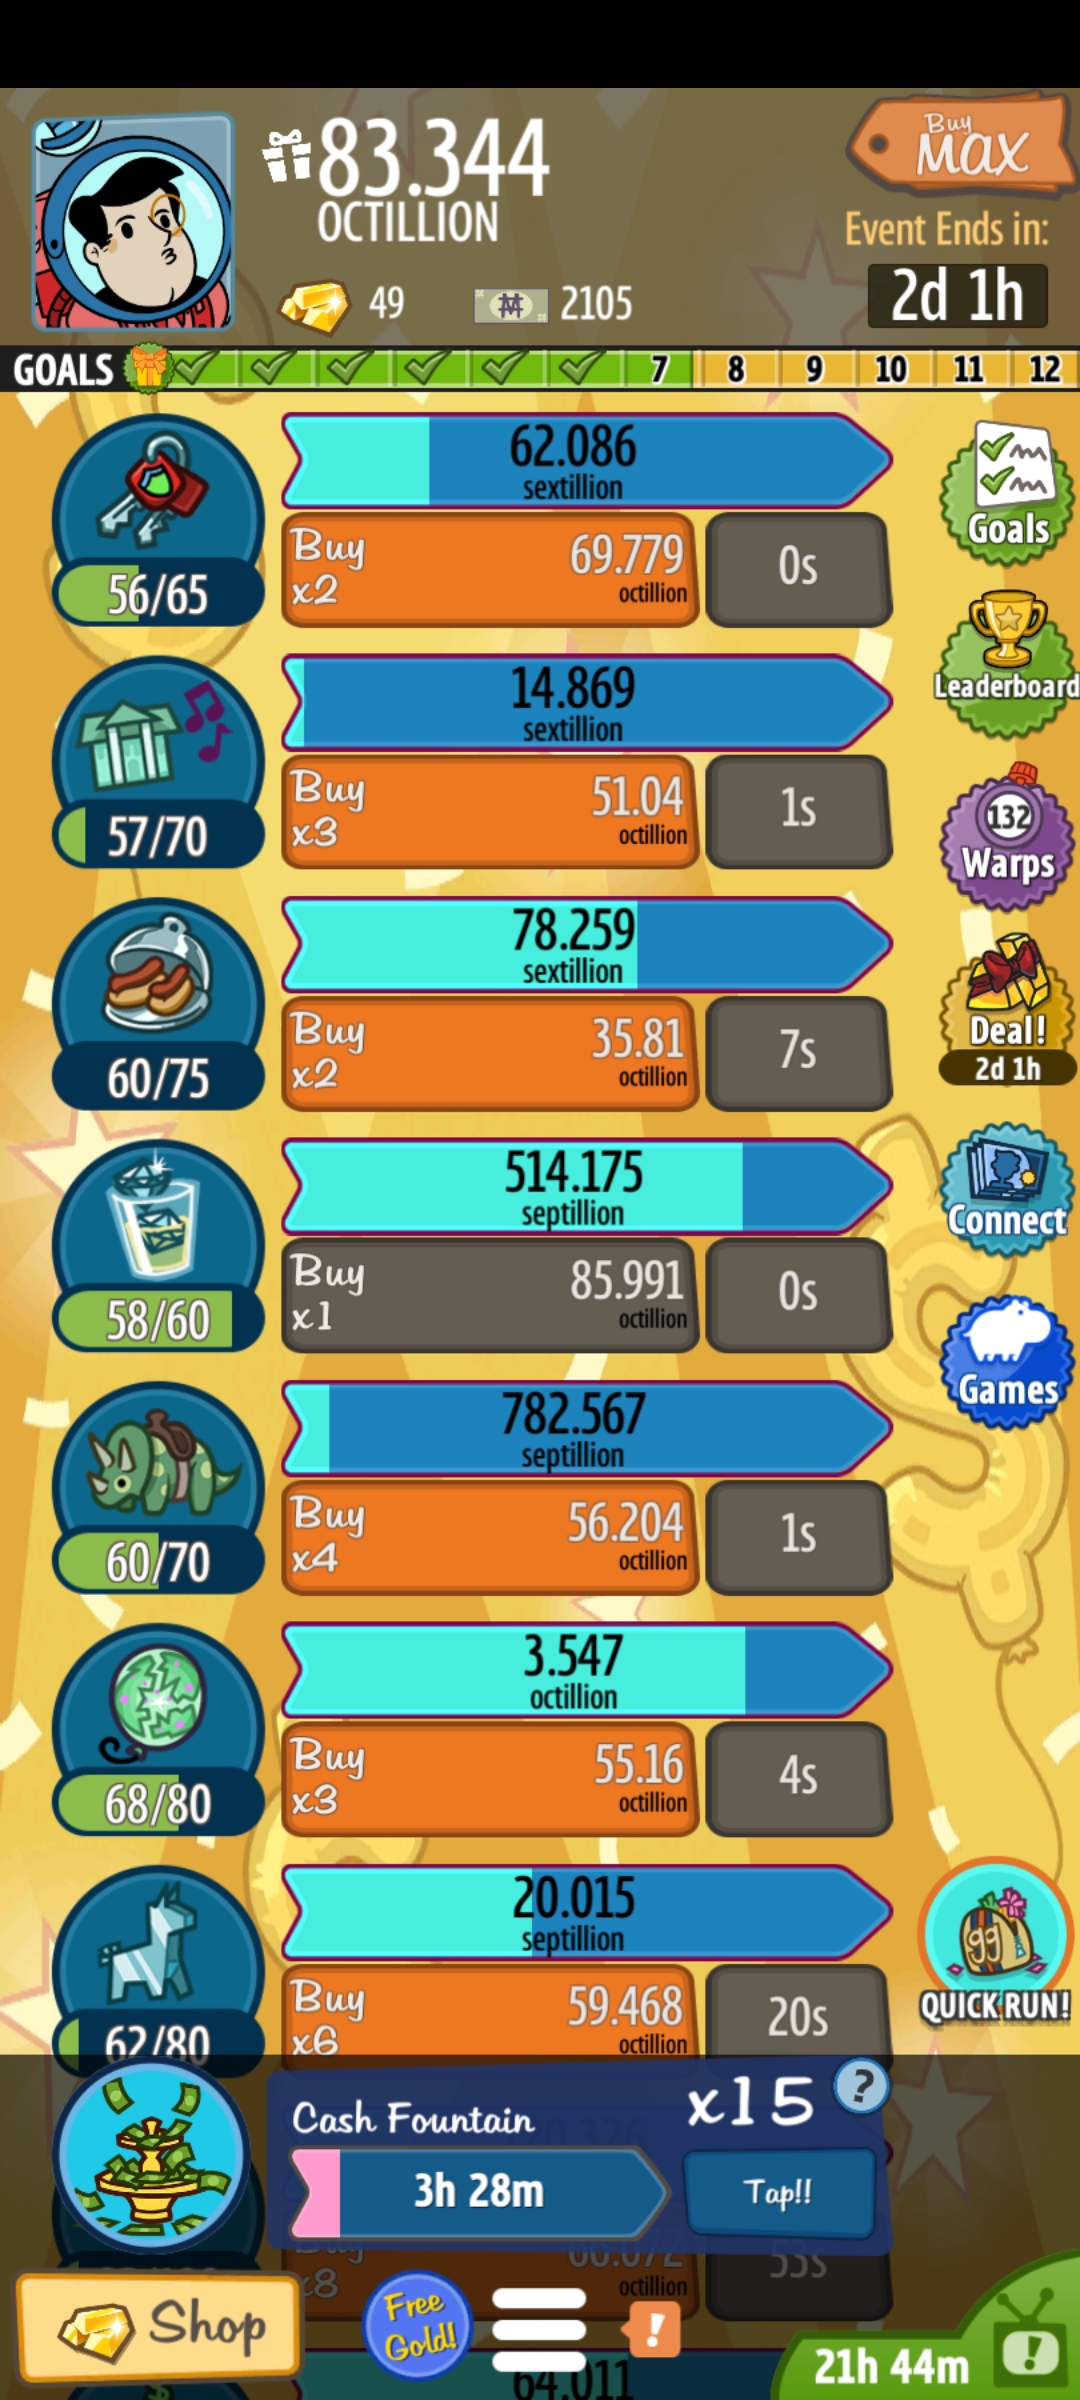 83.344
OCTILLION
Buy
MAX
Event Ends in:
2d 1h
49
2105
GOALS
7 8 9 10 11 12
62.086
sextillion
Buy
x2
69.779
octillion
0s
56/65
Goals
14.869
sextillion
Buy
x3
51.04
octillion
1s
57/70
Leaderboard
132
Warps
78.259
sextillion
Buy
x2
35.81
octillion
7s
60/75
Deal!
2d 1h
514.175
septillion
Buy
x1
85.991
octillion
0s
58/60
Connect
782.567
septillion
Buy
x4
56.204
octillion
1s
60/70
Games
3.547
octillion
Buy
x3
55.16
octillion
4s
68/80
20.015
septillion
Buy
x6
59.468
octillion
20s
62/80
gg
QUICK RUN!
Cash Fountain
x15
?
3h 28m
Tap!!
x8
octillion
53s
Shop
Free
Gold!
!
64.011
21h 44m
!